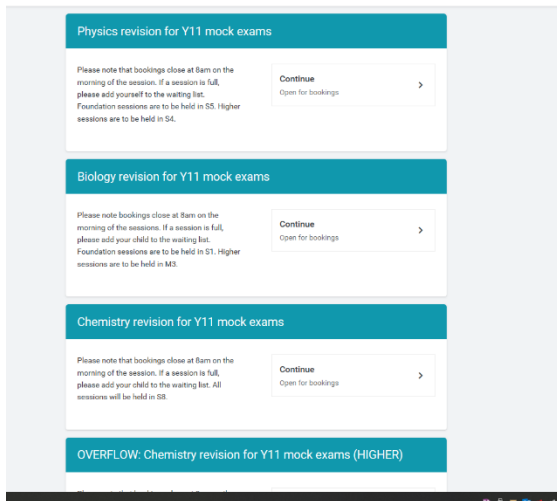 Physics revision for Y11 mock exams
Please note that bookings close at 8am on the
morning of the session. If a session is full,
please add yourself to the waiting list.
Foundation sessions are to be held in S5. Higher
sessions are to be held in S4.
Continue
Open for bookings
Biology revision for Y11 mock exams
Please note bookings close at 8am on the
morning of the sessions. If a session is full,
please add your child to the waiting list.
Foundation sessions are to be held in S1. Higher
sessions are to be held in M3.
Continue
Open for bookings
Chemistry revision for Y11 mock exams
Please note that bookings close at 8am on the
morning of the session. If a session is full,
please add your child to the waiting list. All
sessions will be held in S8.
Continue
Open for bookings
OVERFLOW: Chemistry revision for Y11 mock exams (HIGHER)